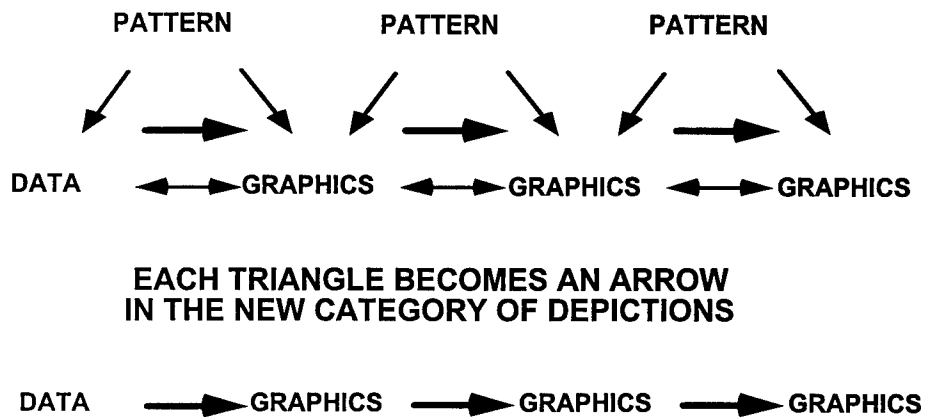 PATTERN PATTERN PATTERN
DATA GRAPHICS GRAPHICS GRAPHICS
EACH TRIANGLE BECOMES AN ARROW
IN THE NEW CATEGORY OF DEPICTIONS
DATA GRAPHICS GRAPHICS GRAPHICS